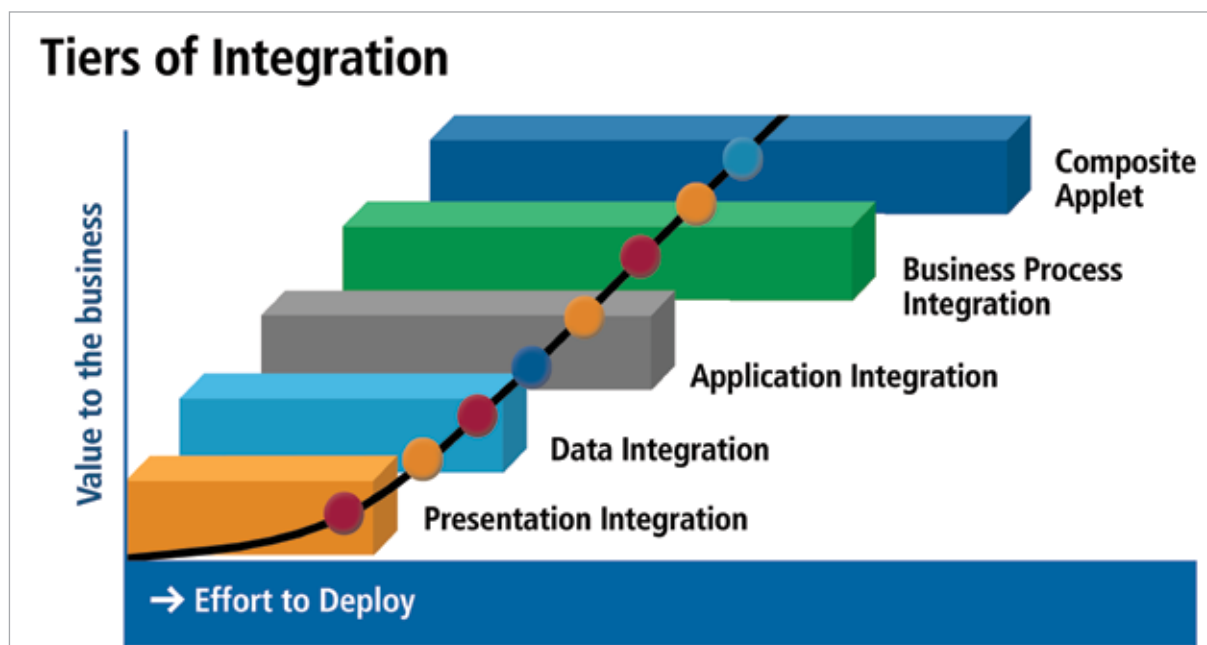 Tiers of Integration
Value to the business
Composite
Applet
Business Process
Integration
Application Integration
Data Integration
Presentation Integration
→ Effort to Deploy